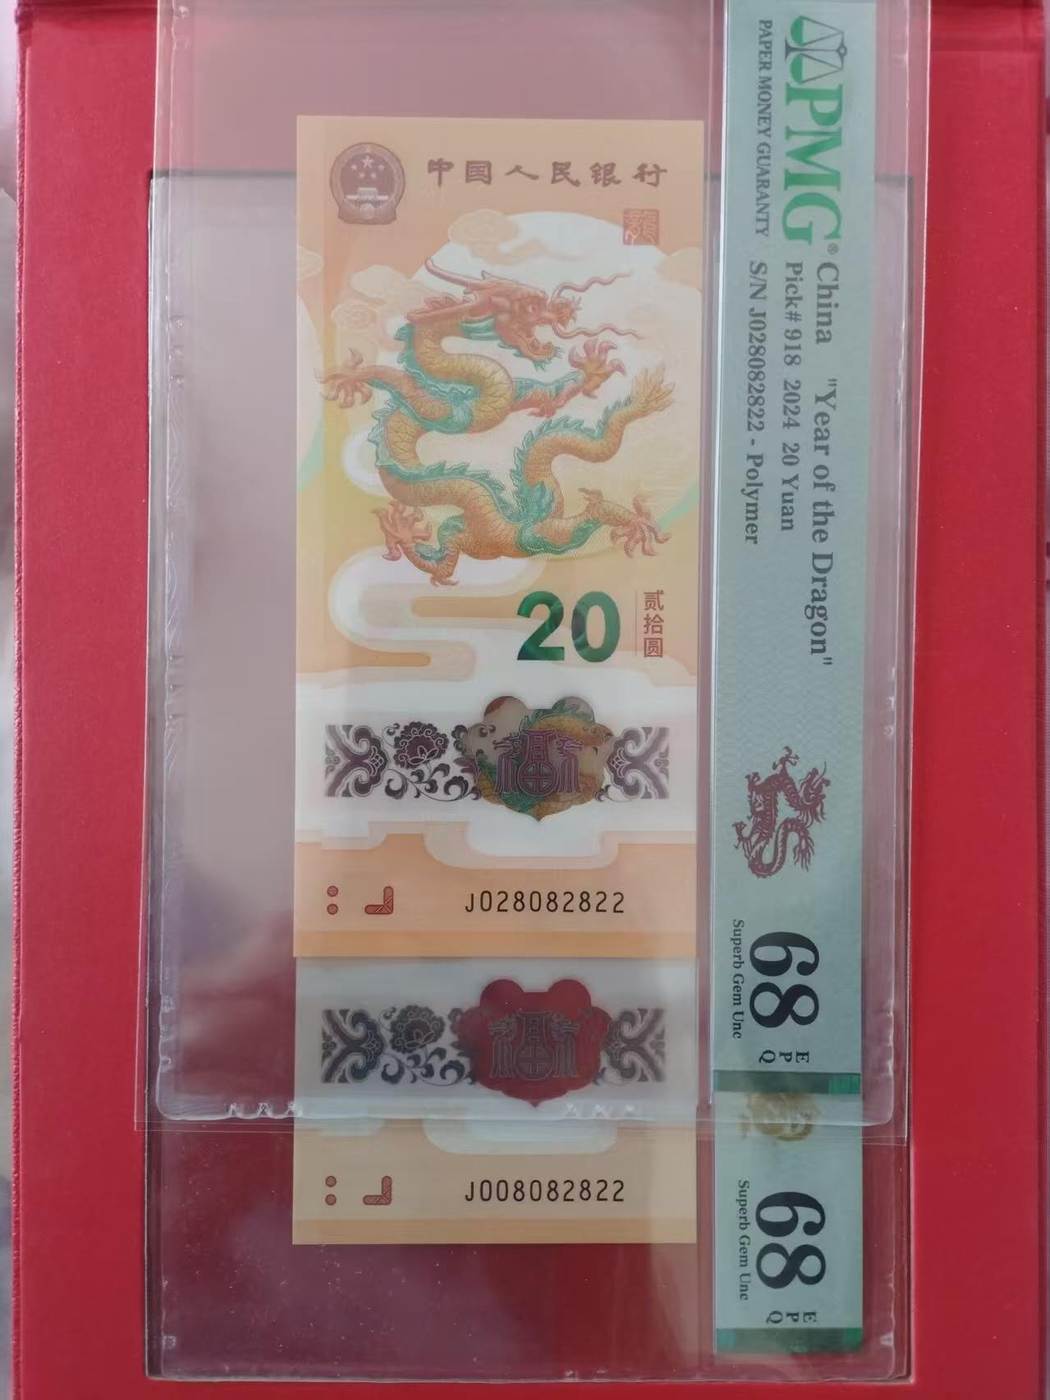 中国人民银行
龍
20
贰拾圆
J028082822
J008082822
PMG®
PAPER MONEY GUARANTY
China "Year of the Dragon"
Pick# 918 2024 20 Yuan
S/N J028082822 - Polymer
68 EPQ
Superb Gem Unc
68 EPQ
Superb Gem Unc